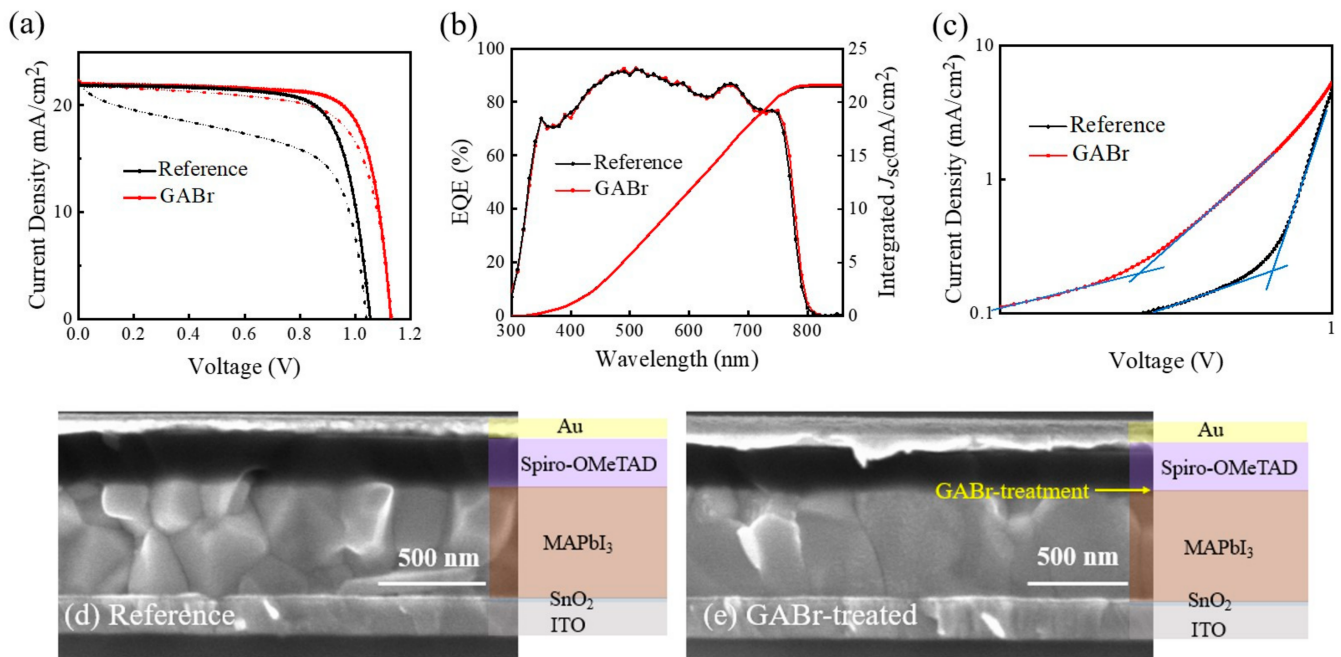 (a)
Current Density (mA/cm²)
20
10
0
0.0 0.2 0.4 0.6 0.8 1.0 1.2
Voltage (V)
Reference
GABr
(b)
EQE (%)
100
80
60
40
20
0
300 400 500 600 700 800
Wavelength (nm)
25
20
15
10
5
0
Intergrated JSC(mA/cm²)
Reference
GABr
(c)
Current Density (mA/cm²)
10
1
0.1
1
Voltage (V)
Reference
GABr
Au
Spiro-OMeTAD
MAPbI₃
SnO₂
ITO
500 nm
(d) Reference
Au
Spiro-OMeTAD
GABr-treatment
MAPbI₃
SnO₂
ITO
500 nm
(e) GABr-treated